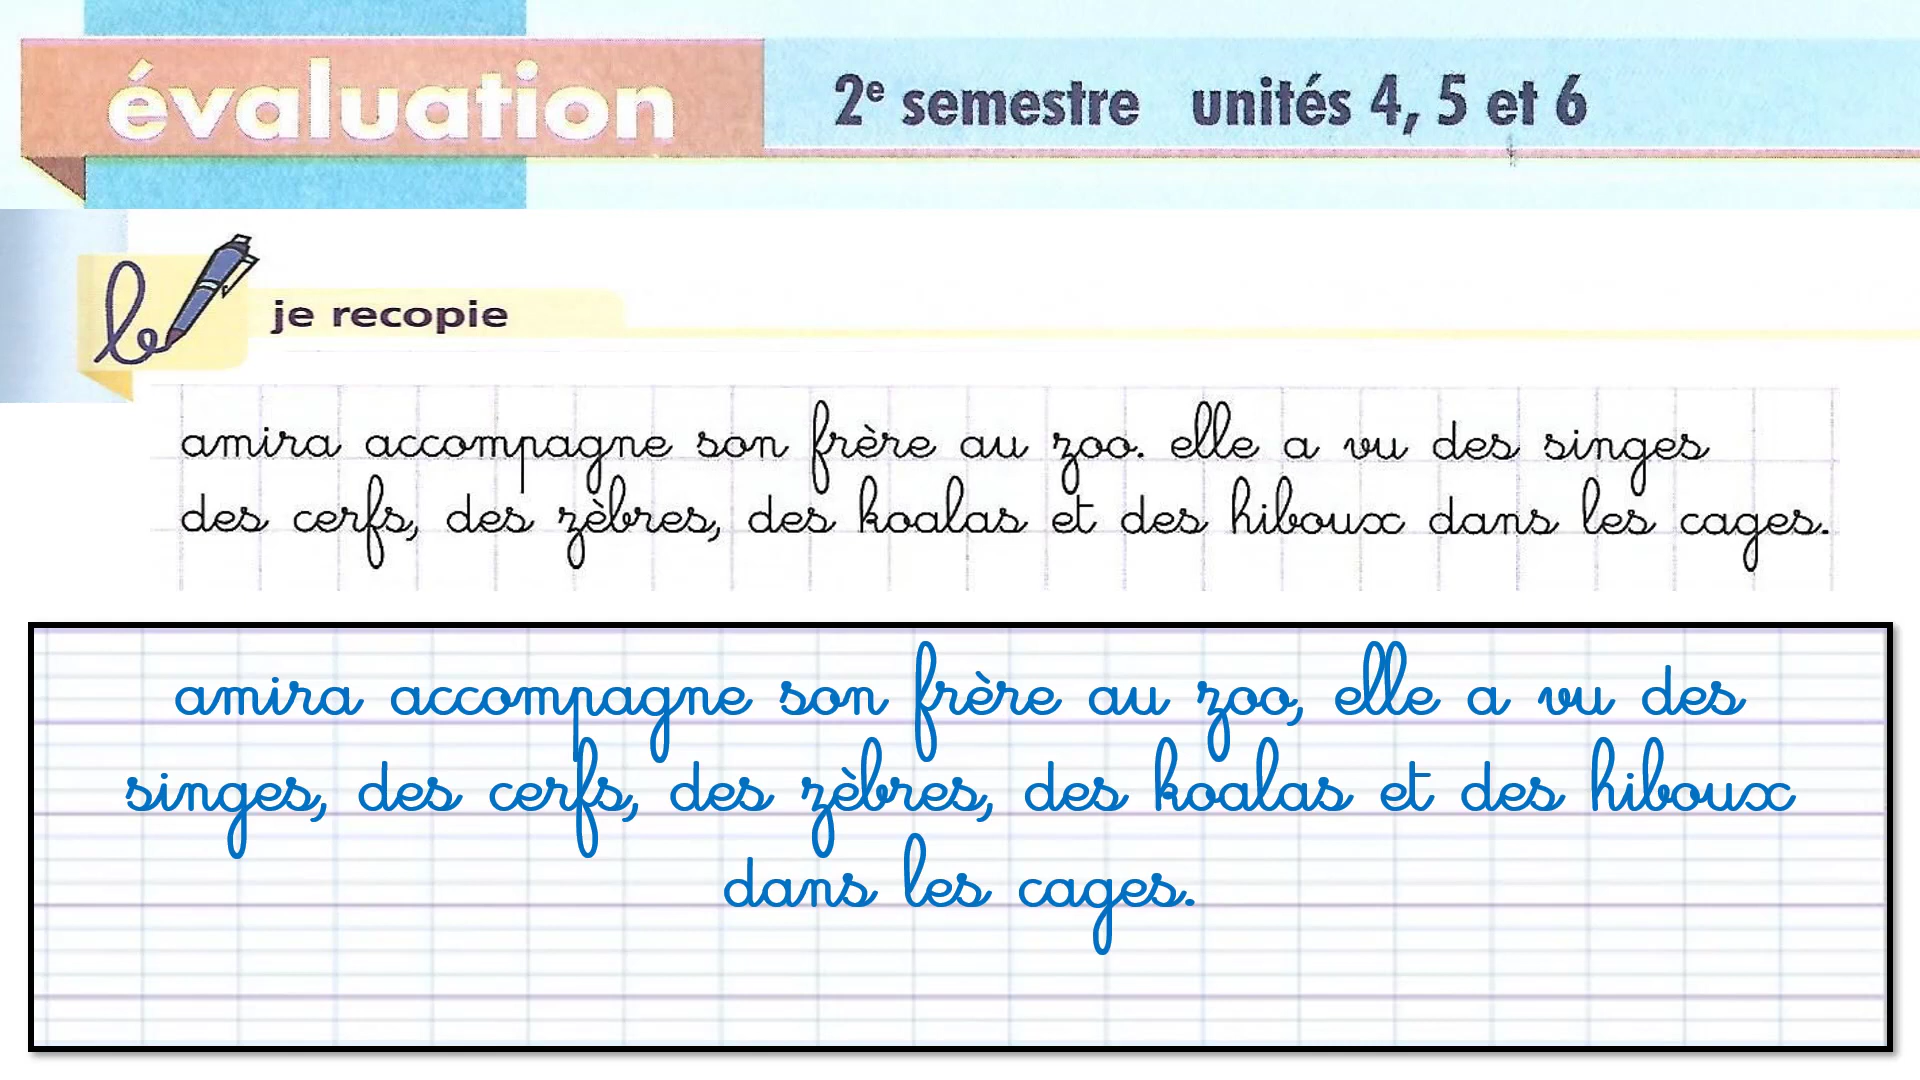 évaluation
2e semestre unités 4, 5 et 6
je recopie
amira accompagne son frère au zoo. elle a vu des singes
des cerfs, des zèbres, des koalas et des hiboux dans les cages.
amira accompagne son frère au zoo, elle a vu des
singes, des cerfs, des zèbres, des koalas et des hiboux
dans les cages.